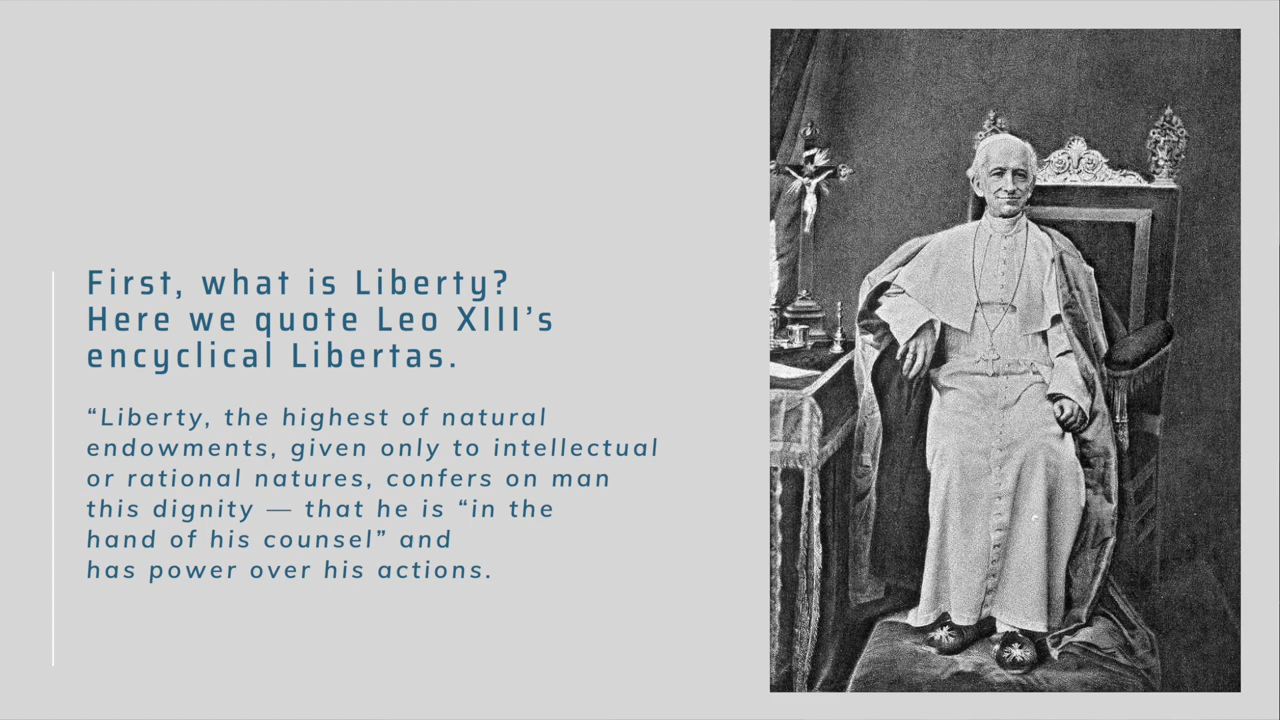 First, what is Liberty?
Here we quote Leo XIII’s
encyclical Libertas.
“Liberty, the highest of natural
endowments, given only to intellectual
or rational natures, confers on man
this dignity — that he is “in the
hand of his counsel” and
has power over his actions.